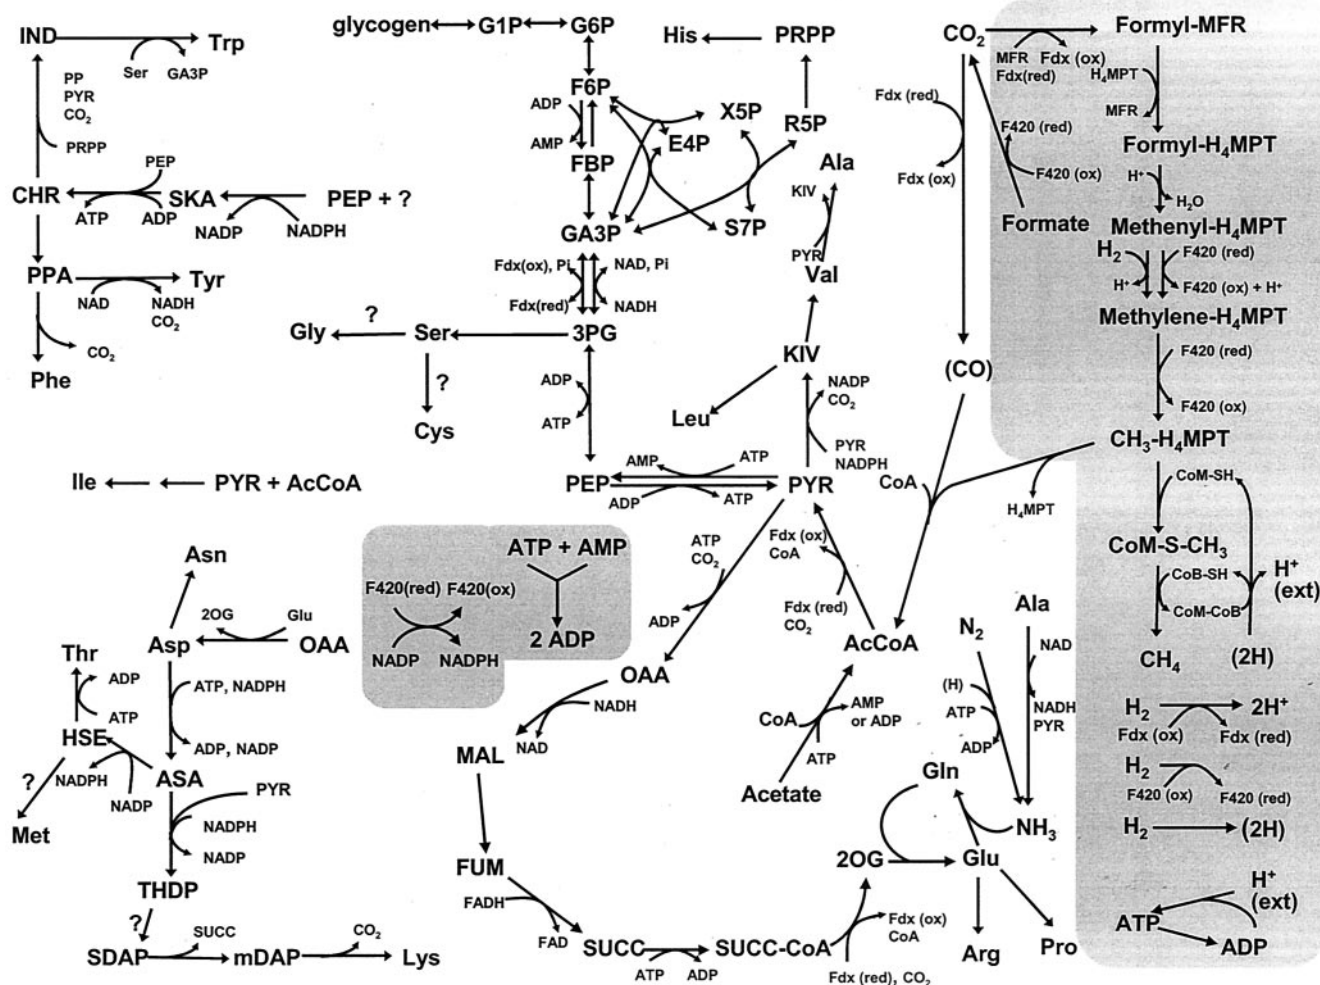 IND
Trp
Ser
GA3P
PP
PYR
CO₂
PRPP
CHR
PEP
ATP
ADP
SKA
NADP
NADPH
PEP + ?
PPA
Tyr
NAD
NADH
CO₂
CO₂
Phe
glycogen
G1P
G6P
F6P
ADP
AMP
FBP
GA3P
X5P
E4P
S7P
R5P
His
PRPP
Fdx(ox), Pi
NAD, Pi
Fdx(red)
NADH
3PG
Ser
?
Gly
?
Cys
ADP
ATP
PEP
AMP
ATP
ADP
ATP
PYR
Ala
KIV
PYR
Val
KIV
Leu
NADP
CO₂
PYR
NADPH
CO₂
Fdx (red)
Fdx (ox)
(CO)
F420 (red)
F420 (ox)
Formate
CoA
H₄MPT
Formyl-MFR
MFR
Fdx(red)
Fdx (ox)
H₄MPT
MFR
Formyl-H₄MPT
H⁺
H₂O
Methenyl-H₄MPT
H₂
H⁺
F420 (red)
F420 (ox) + H⁺
Methylene-H₄MPT
F420 (red)
F420 (ox)
CH₃-H₄MPT
CoM-SH
CoM-S-CH₃
CoB-SH
CoM-CoB
H⁺
(ext)
CH₄
(2H)
H₂
2H⁺
Fdx (ox)
Fdx (red)
H₂
F420 (ox)
F420 (red)
H₂
(2H)
H⁺
(ext)
ATP
ADP
Ile
PYR + AcCoA
Asn
2OG
Glu
Asp
OAA
Thr
ADP
ATP
ATP, NADPH
ADP, NADP
HSE
NADPH
NADP
ASA
?
Met
PYR
NADPH
NADP
THDP
?
SDAP
SUCC
mDAP
CO₂
Lys
F420(red)
F420(ox)
NADP
NADPH
ATP + AMP
2 ADP
ATP
CO₂
ADP
OAA
NADH
NAD
MAL
FUM
FADH
FAD
SUCC
ATP
ADP
SUCC-CoA
Fdx (ox)
CoA
Fdx (red), CO₂
Fdx (ox)
CoA
Fdx (red)
CO₂
AcCoA
CoA
AMP
or ADP
ATP
Acetate
N₂
(H)
ATP
ADP
Ala
NAD
NADH
PYR
NH₃
Gln
2OG
Glu
Arg
Pro